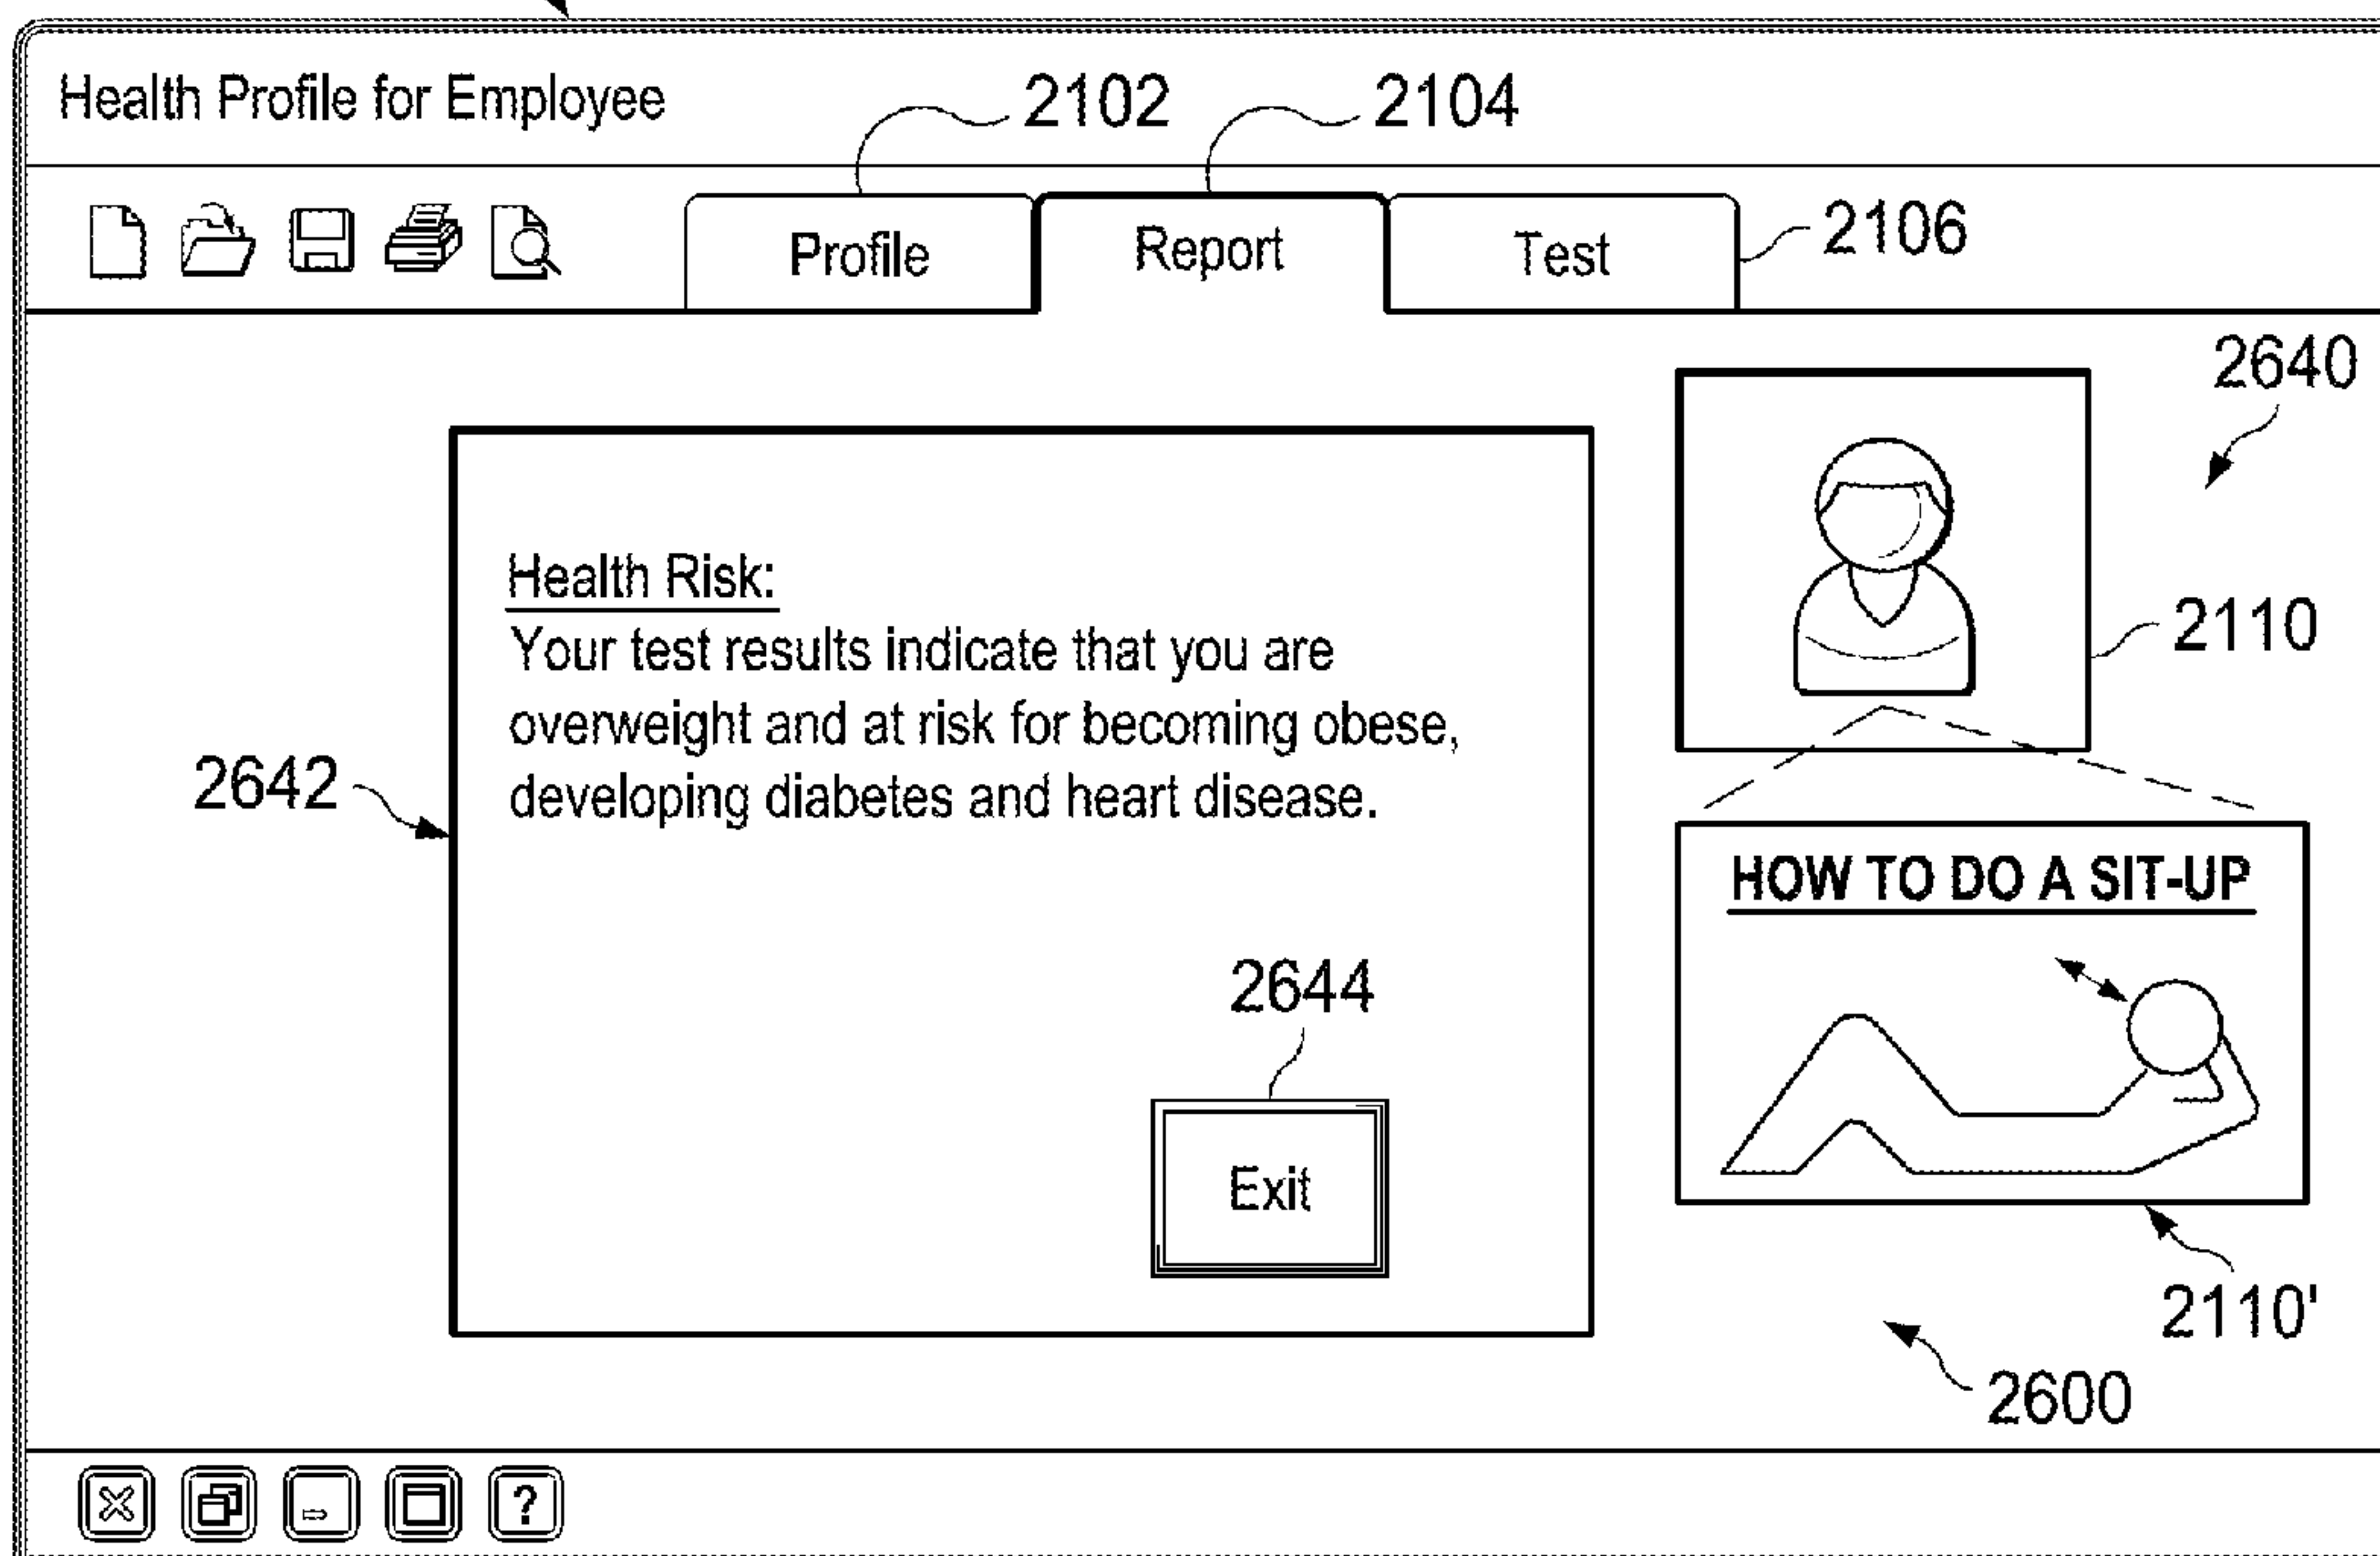 Health Profile for Employee
2102
2104
Profile
Report
Test
2106
2640
2110
Health Risk:
Your test results indicate that you are
overweight and at risk for becoming obese,
developing diabetes and heart disease.
2642
HOW TO DO A SIT-UP
2644
Exit
2110'
2600
?